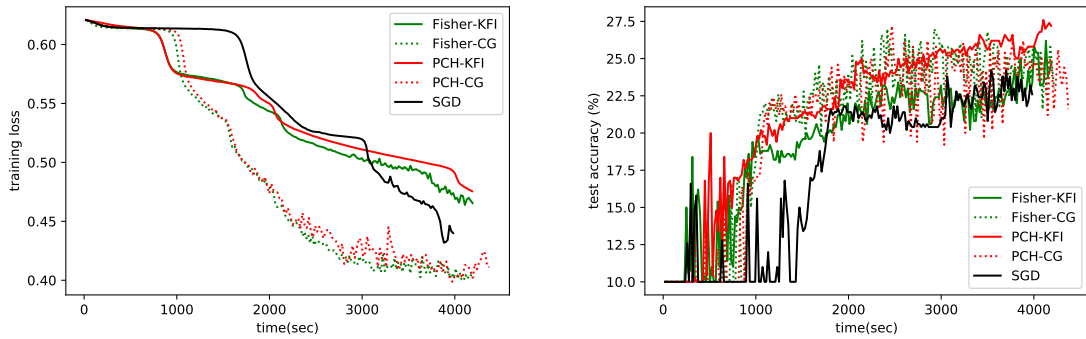 training loss
0.60
0.55
0.50
0.45
0.40
0
1000
2000
3000
4000
time(sec)
Fisher-KFI
Fisher-CG
PCH-KFI
PCH-CG
SGD
test accuracy (%)
27.5
25.0
22.5
20.0
17.5
15.0
12.5
10.0
0
1000
2000
3000
4000
time(sec)
Fisher-KFI
Fisher-CG
PCH-KFI
PCH-CG
SGD